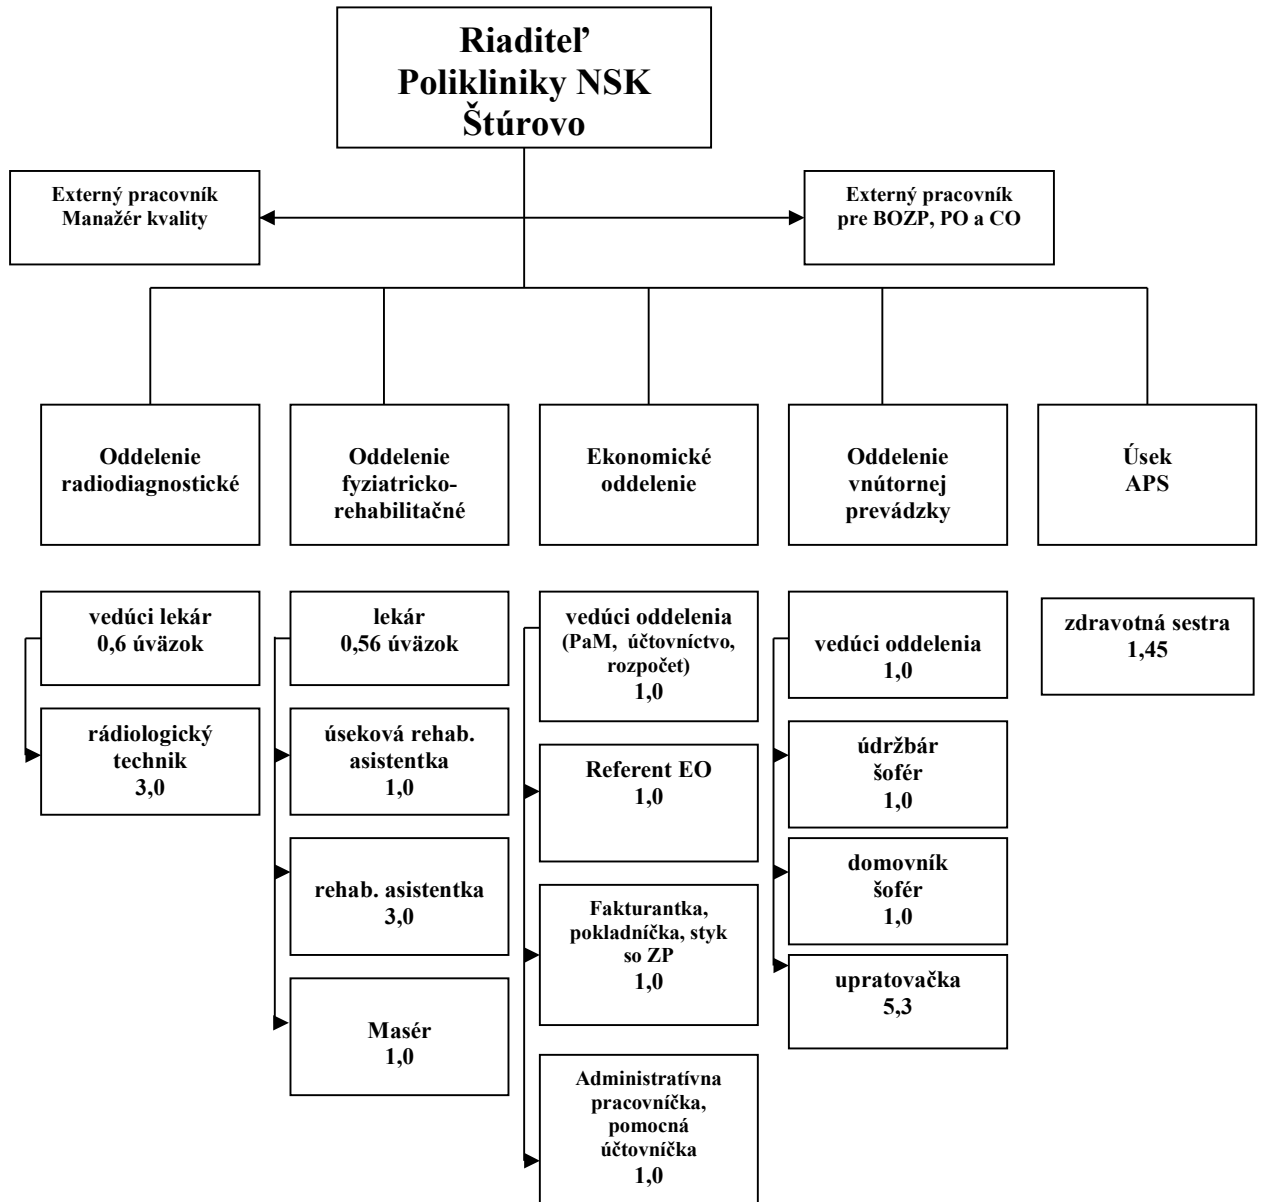 Riaditeľ
Polikliniky NSK
Štúrovo
Externý pracovník
Manažér kvality
Externý pracovník
pre BOZP, PO a CO
Oddelenie
radiodiagnostické
Oddelenie
fyziatricko-
rehabilitačné
Ekonomické
oddelenie
Oddelenie
vnútornej
prevádzky
Úsek
APS
vedúci lekár
0,6 úväzok
rádiologický
technik
3,0
lekár
0,56 úväzok
úseková rehab.
asistentka
1,0
rehab. asistentka
3,0
Masér
1,0
vedúci oddelenia
(PaM, účtovníctvo,
rozpočet)
1,0
Referent EO
1,0
Fakturantka,
pokladníčka, styk
so ZP
1,0
Administratívna
pracovníčka,
pomocná
účtovníčka
1,0
vedúci oddelenia
1,0
údržbár
šofér
1,0
domovník
šofér
1,0
upratovačka
5,3
zdravotná sestra
1,45